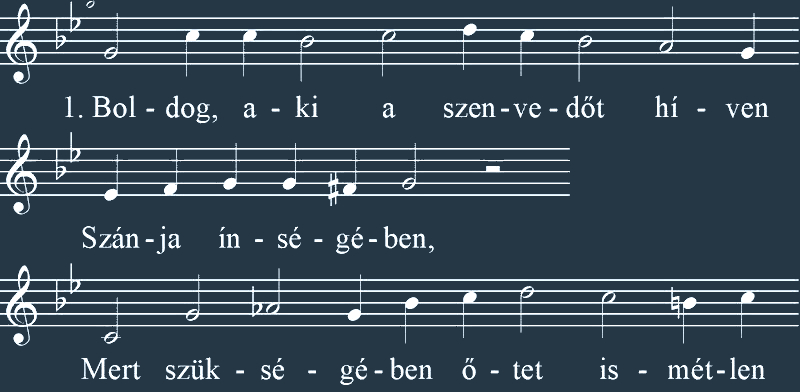 1. Bol - dog, a - ki a szen - ve - dőt hí - ven
Szán - ja ín - sé - gé - ben,
Mert szük - sé - gé - ben ő - tet is - mét - len